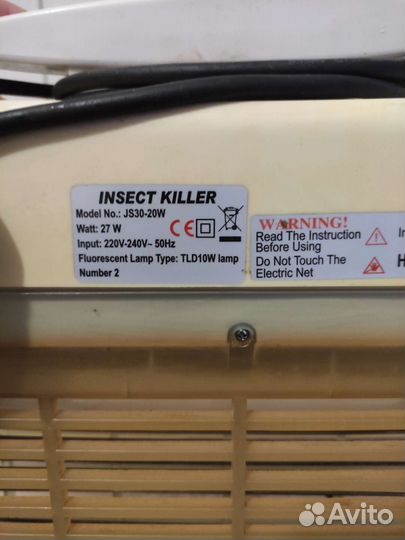 INSECT KILLER
Model No.: JS30-20W
Watt: 27 W
Input: 220V-240V~ 50Hz
Fluorescent Lamp Type: TLD10W lamp
Number 2
CE
WARNING!
Read The Instruction
Before Using
Do Not Touch The
Electric Net
Avito